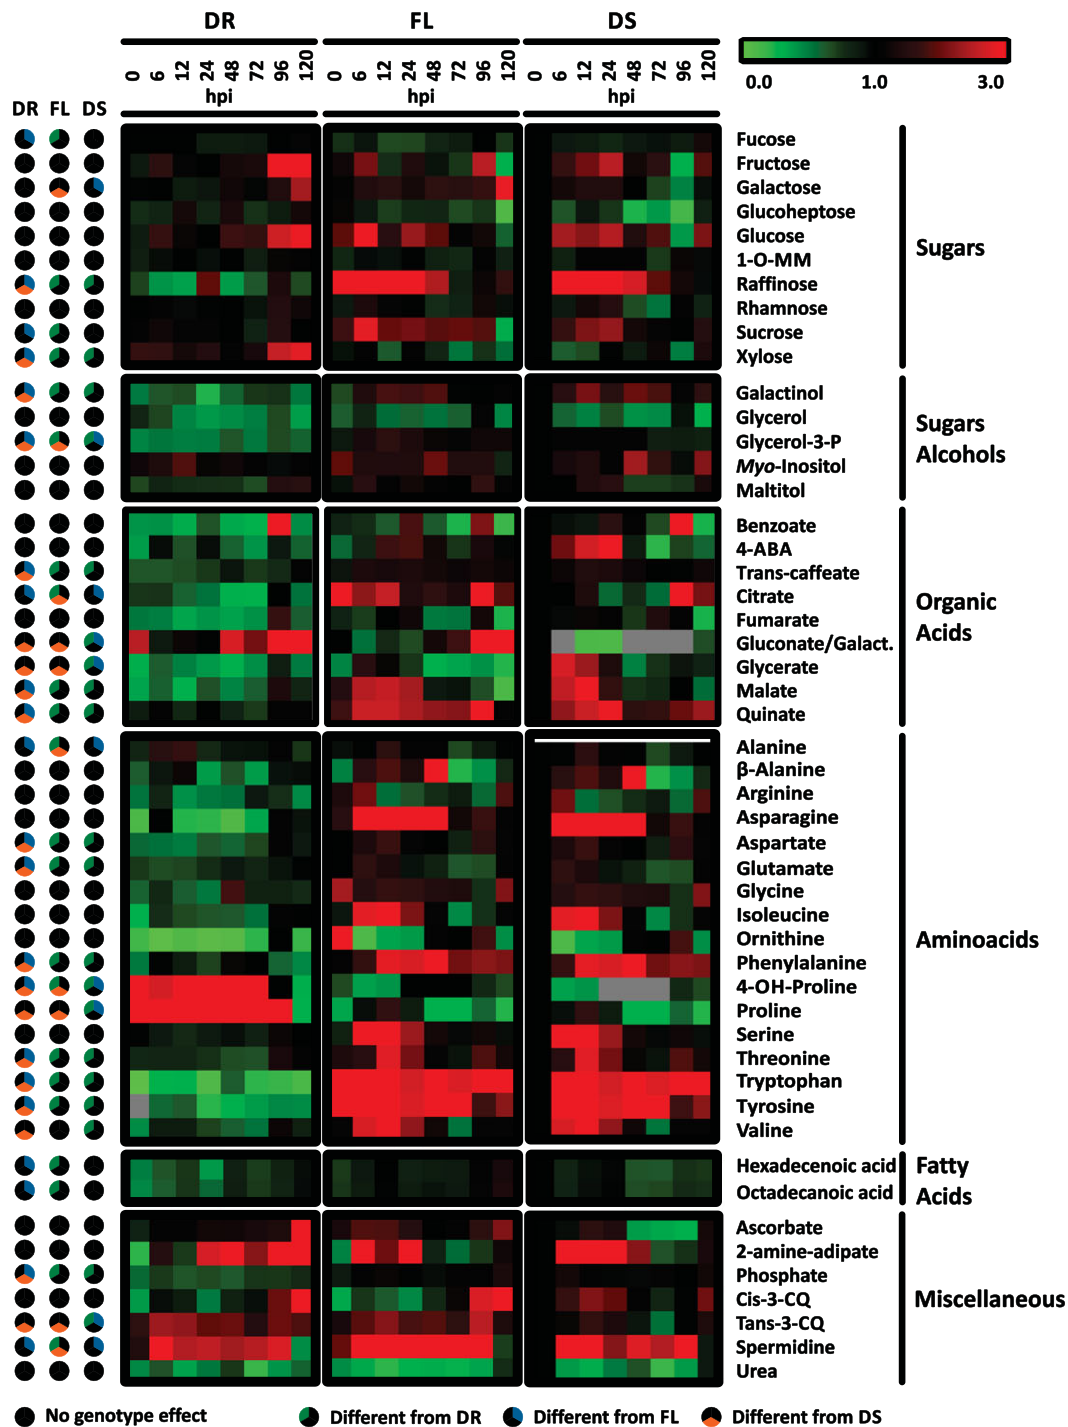 DR FL DS
0 6 12 24 48 72 96 120 0 6 12 24 48 72 96 120 0 6 12 24 48 72 96 120
hpi hpi hpi
0.0 1.0 3.0
DR FL DS
Fucose
Fructose
Galactose
Glucoheptose
Glucose
1-O-MM
Raffinose
Rhamnose
Sucrose
Xylose
Sugars
Galactinol
Glycerol
Glycerol-3-P
Myo-Inositol
Maltitol
Sugars
Alcohols
Benzoate
4-ABA
Trans-caffeate
Citrate
Fumarate
Gluconate/Galact.
Glycerate
Malate
Quinate
Organic
Acids
Alanine
β-Alanine
Arginine
Asparagine
Aspartate
Glutamate
Glycine
Isoleucine
Ornithine
Phenylalanine
4-OH-Proline
Proline
Serine
Threonine
Tryptophan
Tyrosine
Valine
Aminoacids
Hexadecenoic acid
Octadecanoic acid
Fatty
Acids
Ascorbate
2-amine-adipate
Phosphate
Cis-3-CQ
Tans-3-CQ
Spermidine
Urea
Miscellaneous
No genotype effect Different from DR Different from FL Different from DS